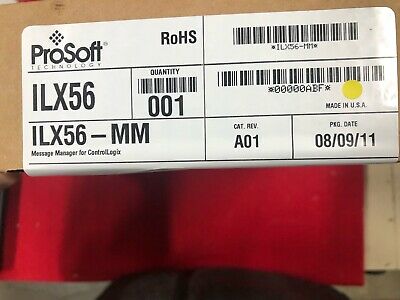 ProSoft
TECHNOLOGY
RoHS
*ILX56-MM*
ILX56
QUANTITY
001
*00000ABF*
MADE IN U.S.A.
ILX56-MM
Message Manager for ControlLogix
CAT. REV.
A01
PKG. DATE
08/09/11